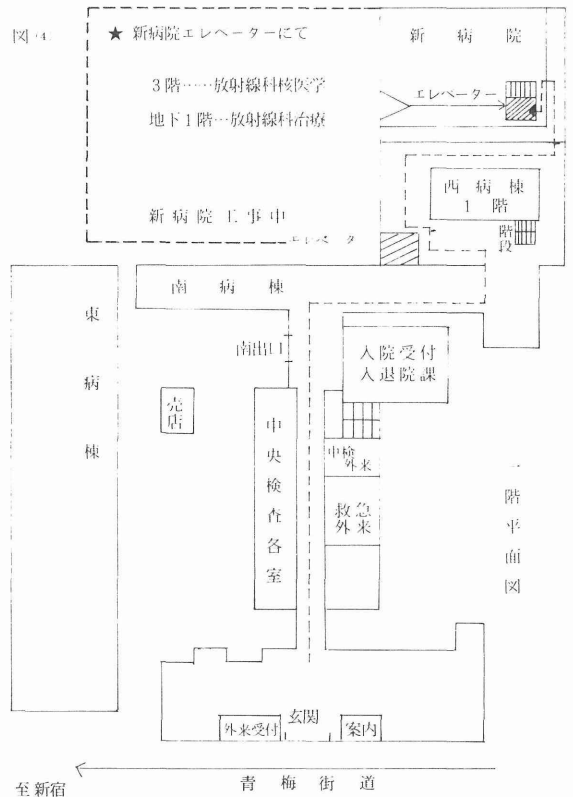 図(4)
★ 新病院エレベーターにて
3階……放射線科核医学
地下1階…放射線科治療
新病院工事中
新病院
エレベーター
西病棟
1階
階段
エレベータ
南病棟
東病棟
南出口
入院受付
入退院課
売店
中央検査各室
中検
外来
救急
外来
一階平面図
玄関
外来受付
案内
青梅街道
至新宿